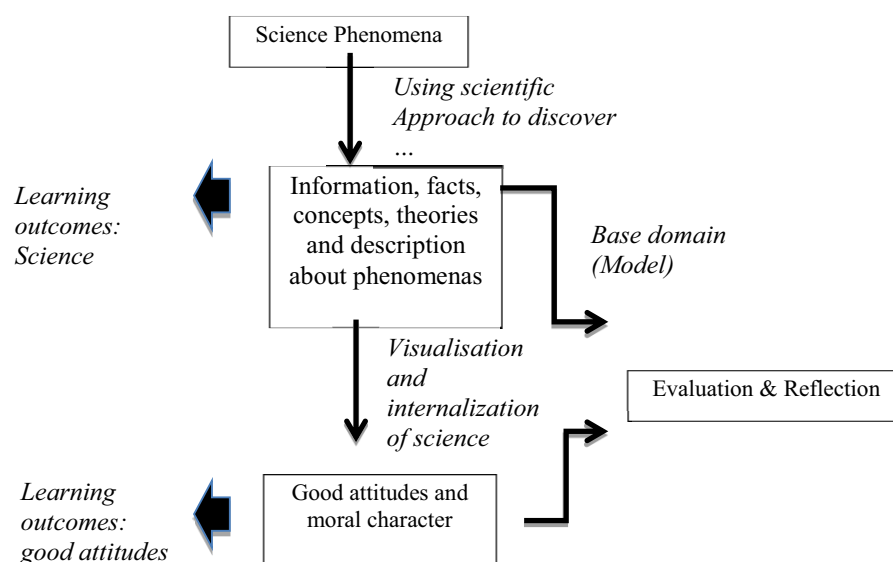 Science Phenomena
Using scientific
Approach to discover
...
Information, facts,
concepts, theories
and description
about phenomenas
Learning
outcomes:
Science
Base domain
(Model)
Visualisation
and
internalization
of science
Evaluation & Reflection
Good attitudes and
moral character
Learning
outcomes:
good attitudes